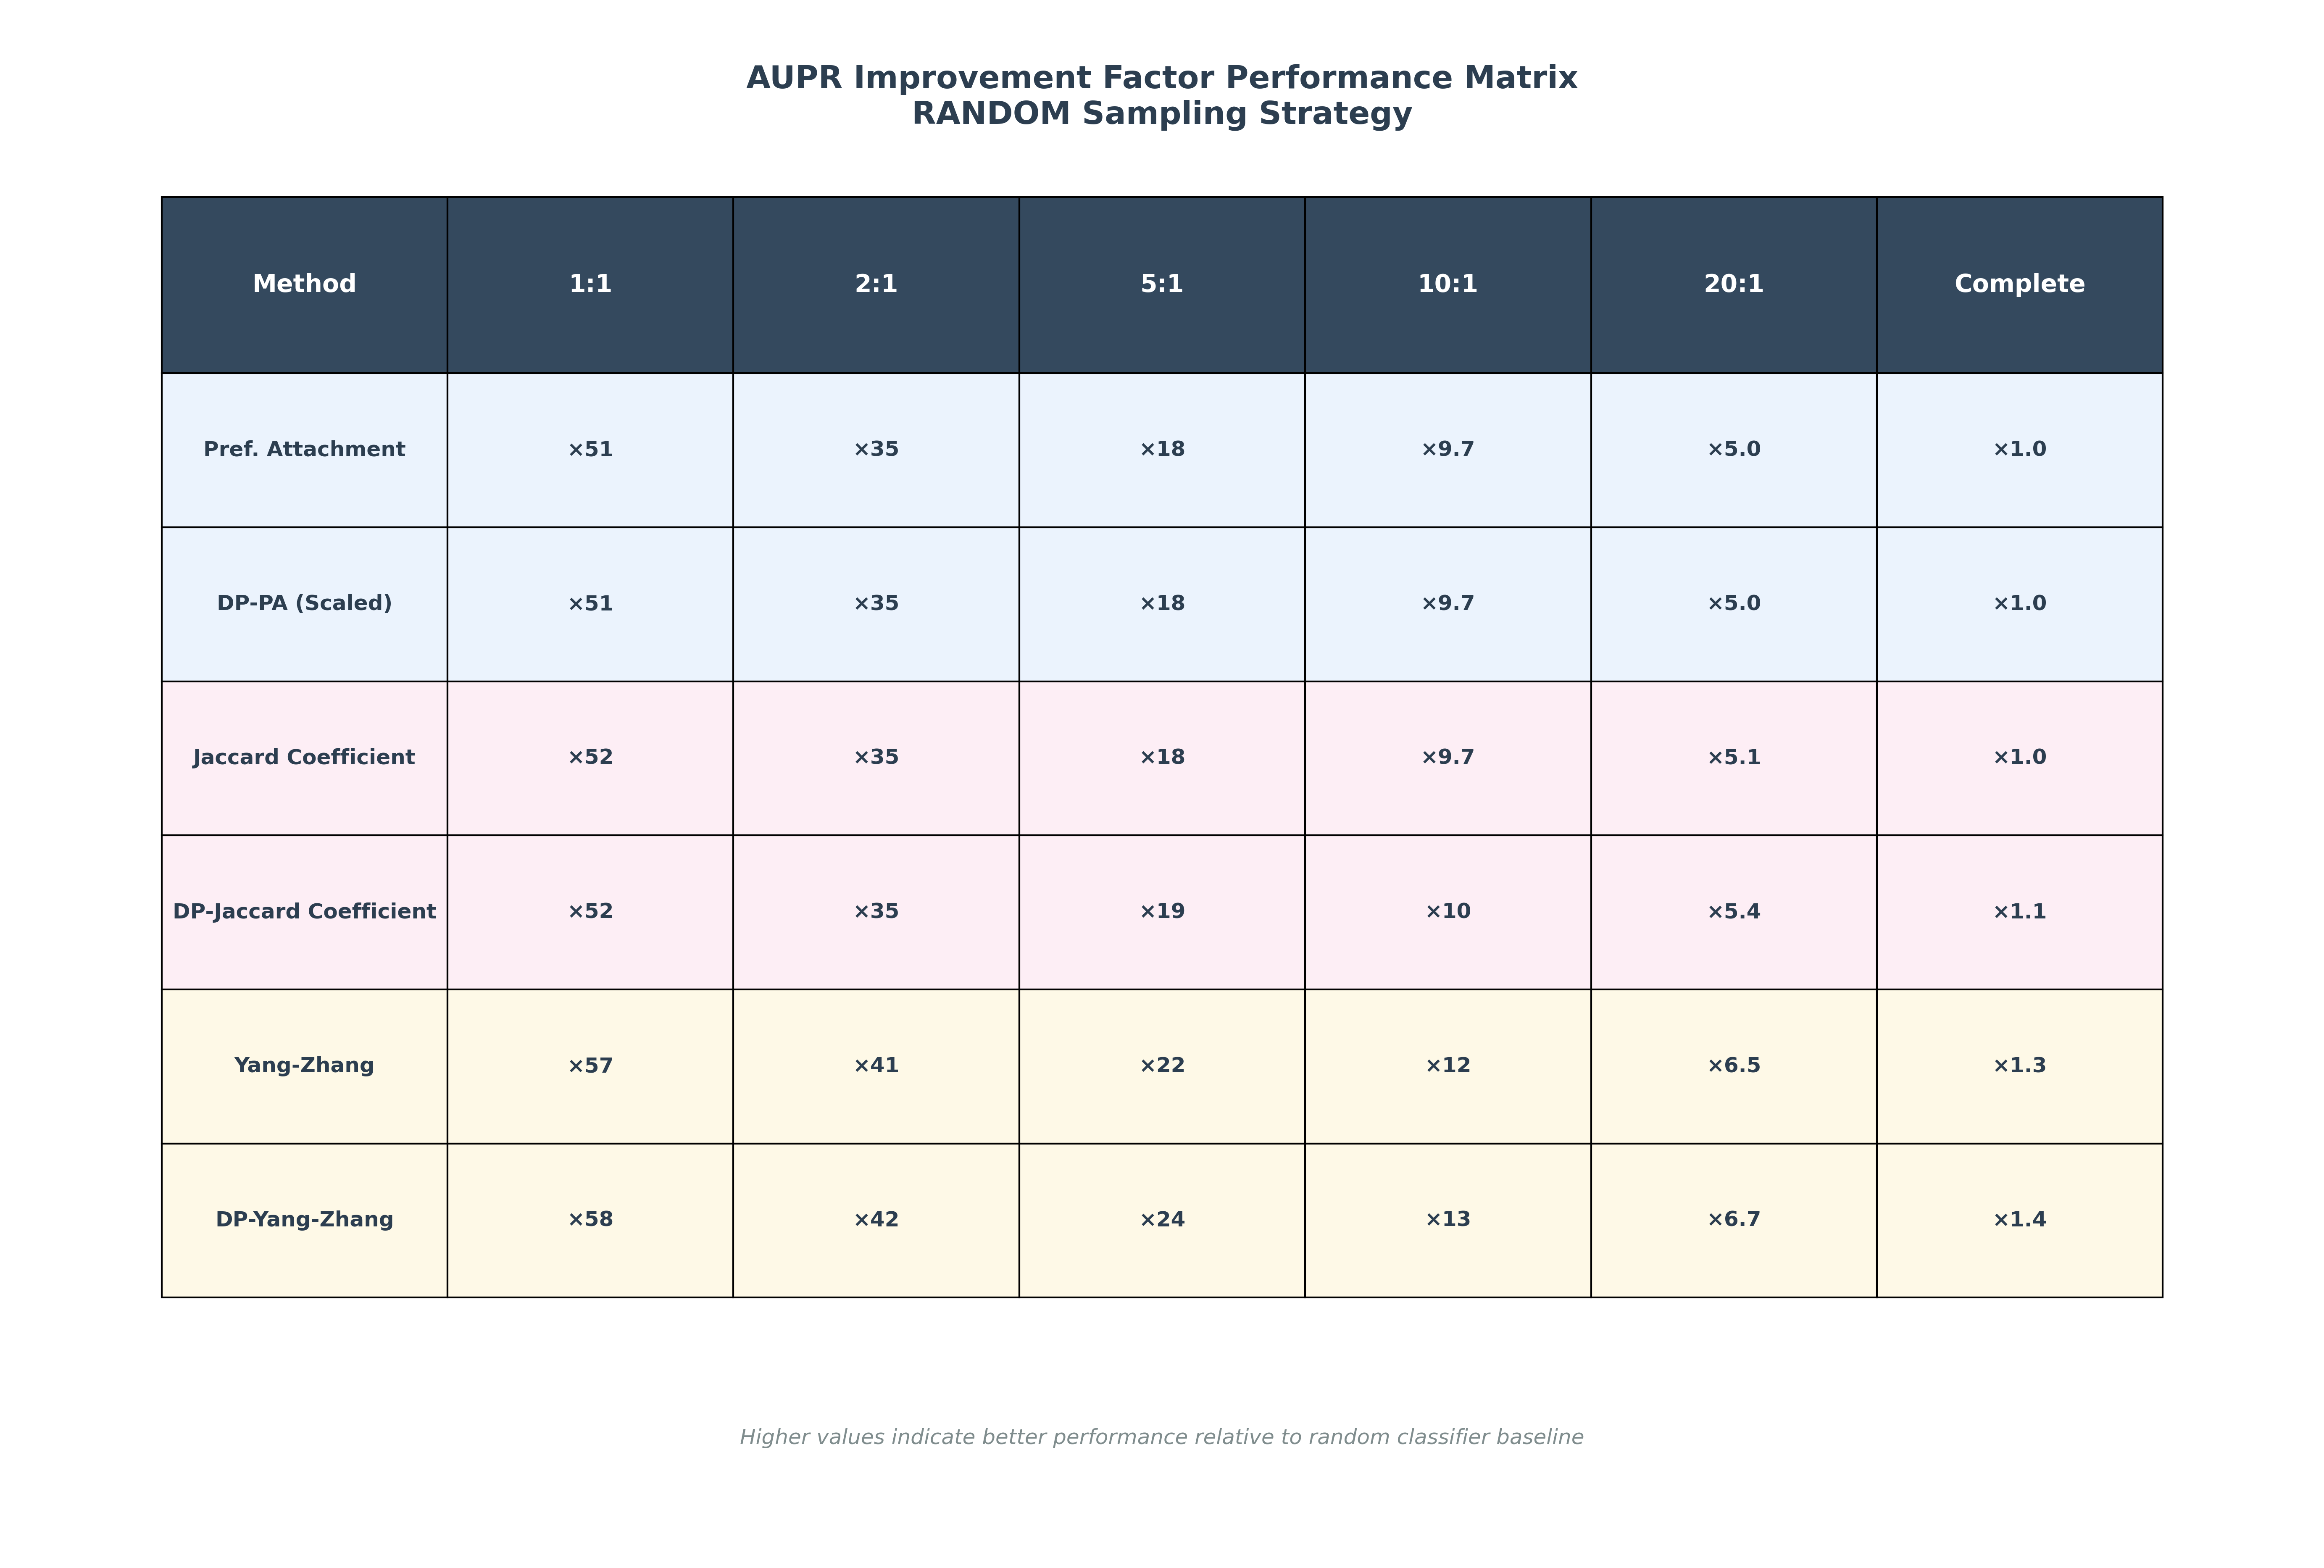 AUPR Improvement Factor Performance Matrix
RANDOM Sampling Strategy
Method 1:1 2:1 5:1 10:1 20:1 Complete
Pref. Attachment ×51 ×35 ×18 ×9.7 ×5.0 ×1.0
DP-PA (Scaled) ×51 ×35 ×18 ×9.7 ×5.0 ×1.0
Jaccard Coefficient ×52 ×35 ×18 ×9.7 ×5.1 ×1.0
DP-Jaccard Coefficient ×52 ×35 ×19 ×10 ×5.4 ×1.1
Yang-Zhang ×57 ×41 ×22 ×12 ×6.5 ×1.3
DP-Yang-Zhang ×58 ×42 ×24 ×13 ×6.7 ×1.4
Higher values indicate better performance relative to random classifier baseline